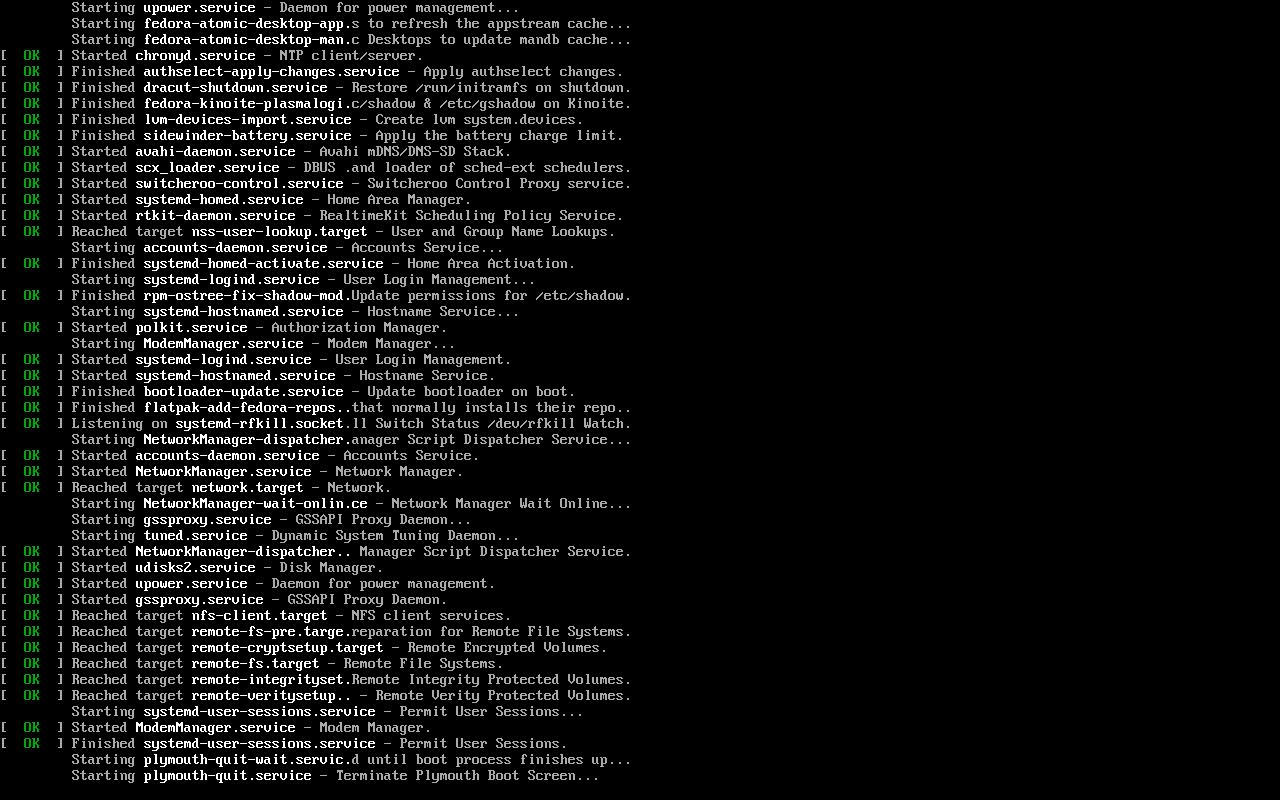 Starting upower.service - Daemon for power management...
Starting fedora-atomic-desktop-app.s to refresh the appstream cache...
Starting fedora-atomic-desktop-man.c Desktops to update mandb cache...
[  OK  ] Started chronyd.service - NTP client/server.
[  OK  ] Finished authselect-apply-changes.service - Apply authselect changes.
[  OK  ] Finished dracut-shutdown.service - Restore /run/initramfs on shutdown.
[  OK  ] Finished fedora-kinoite-plasmalogi.c/shadow & /etc/gshadow on Kinoite.
[  OK  ] Finished lvm-devices-import.service - Create lvm system.devices.
[  OK  ] Finished sidewinder-battery.service - Apply the battery charge limit.
[  OK  ] Started avahi-daemon.service - Avahi mDNS/DNS-SD Stack.
[  OK  ] Started scx_loader.service - DBUS .and loader of sched-ext schedulers.
[  OK  ] Started switcheroo-control.service - Switcheroo Control Proxy service.
[  OK  ] Started systemd-homed.service - Home Area Manager.
[  OK  ] Started rtkit-daemon.service - RealtimeKit Scheduling Policy Service.
[  OK  ] Reached target nss-user-lookup.target - User and Group Name Lookups.
Starting accounts-daemon.service - Accounts Service...
[  OK  ] Finished systemd-homed-activate.service - Home Area Activation.
Starting systemd-logind.service - User Login Management...
[  OK  ] Finished rpm-ostree-fix-shadow-mod.Update permissions for /etc/shadow.
Starting systemd-hostnamed.service - Hostname Service...
[  OK  ] Started polkit.service - Authorization Manager.
Starting ModemManager.service - Modem Manager...
[  OK  ] Started systemd-logind.service - User Login Management.
[  OK  ] Started systemd-hostnamed.service - Hostname Service.
[  OK  ] Finished bootloader-update.service - Update bootloader on boot.
[  OK  ] Finished flatpak-add-fedora-repos..that normally installs their repo..
[  OK  ] Listening on systemd-rfkill.socket.ll Switch Status /dev/rfkill Watch.
Starting NetworkManager-dispatcher.anager Script Dispatcher Service...
[  OK  ] Started accounts-daemon.service - Accounts Service.
[  OK  ] Started NetworkManager.service - Network Manager.
[  OK  ] Reached target network.target - Network.
Starting NetworkManager-wait-onlin.ce - Network Manager Wait Online...
Starting gssproxy.service - GSSAPI Proxy Daemon...
Starting tuned.service - Dynamic System Tuning Daemon...
[  OK  ] Started NetworkManager-dispatcher.. Manager Script Dispatcher Service.
[  OK  ] Started udisks2.service - Disk Manager.
[  OK  ] Started upower.service - Daemon for power management.
[  OK  ] Started gssproxy.service - GSSAPI Proxy Daemon.
[  OK  ] Reached target nfs-client.target - NFS client services.
[  OK  ] Reached target remote-fs-pre.targe.reparation for Remote File Systems.
[  OK  ] Reached target remote-cryptsetup.target - Remote Encrypted Volumes.
[  OK  ] Reached target remote-fs.target - Remote File Systems.
[  OK  ] Reached target remote-integrityset.Remote Integrity Protected Volumes.
[  OK  ] Reached target remote-veritysetup.. - Remote Verity Protected Volumes.
Starting systemd-user-sessions.service - Permit User Sessions...
[  OK  ] Started ModemManager.service - Modem Manager.
[  OK  ] Finished systemd-user-sessions.service - Permit User Sessions.
Starting plymouth-quit-wait.servic.d until boot process finishes up...
Starting plymouth-quit.service - Terminate Plymouth Boot Screen...